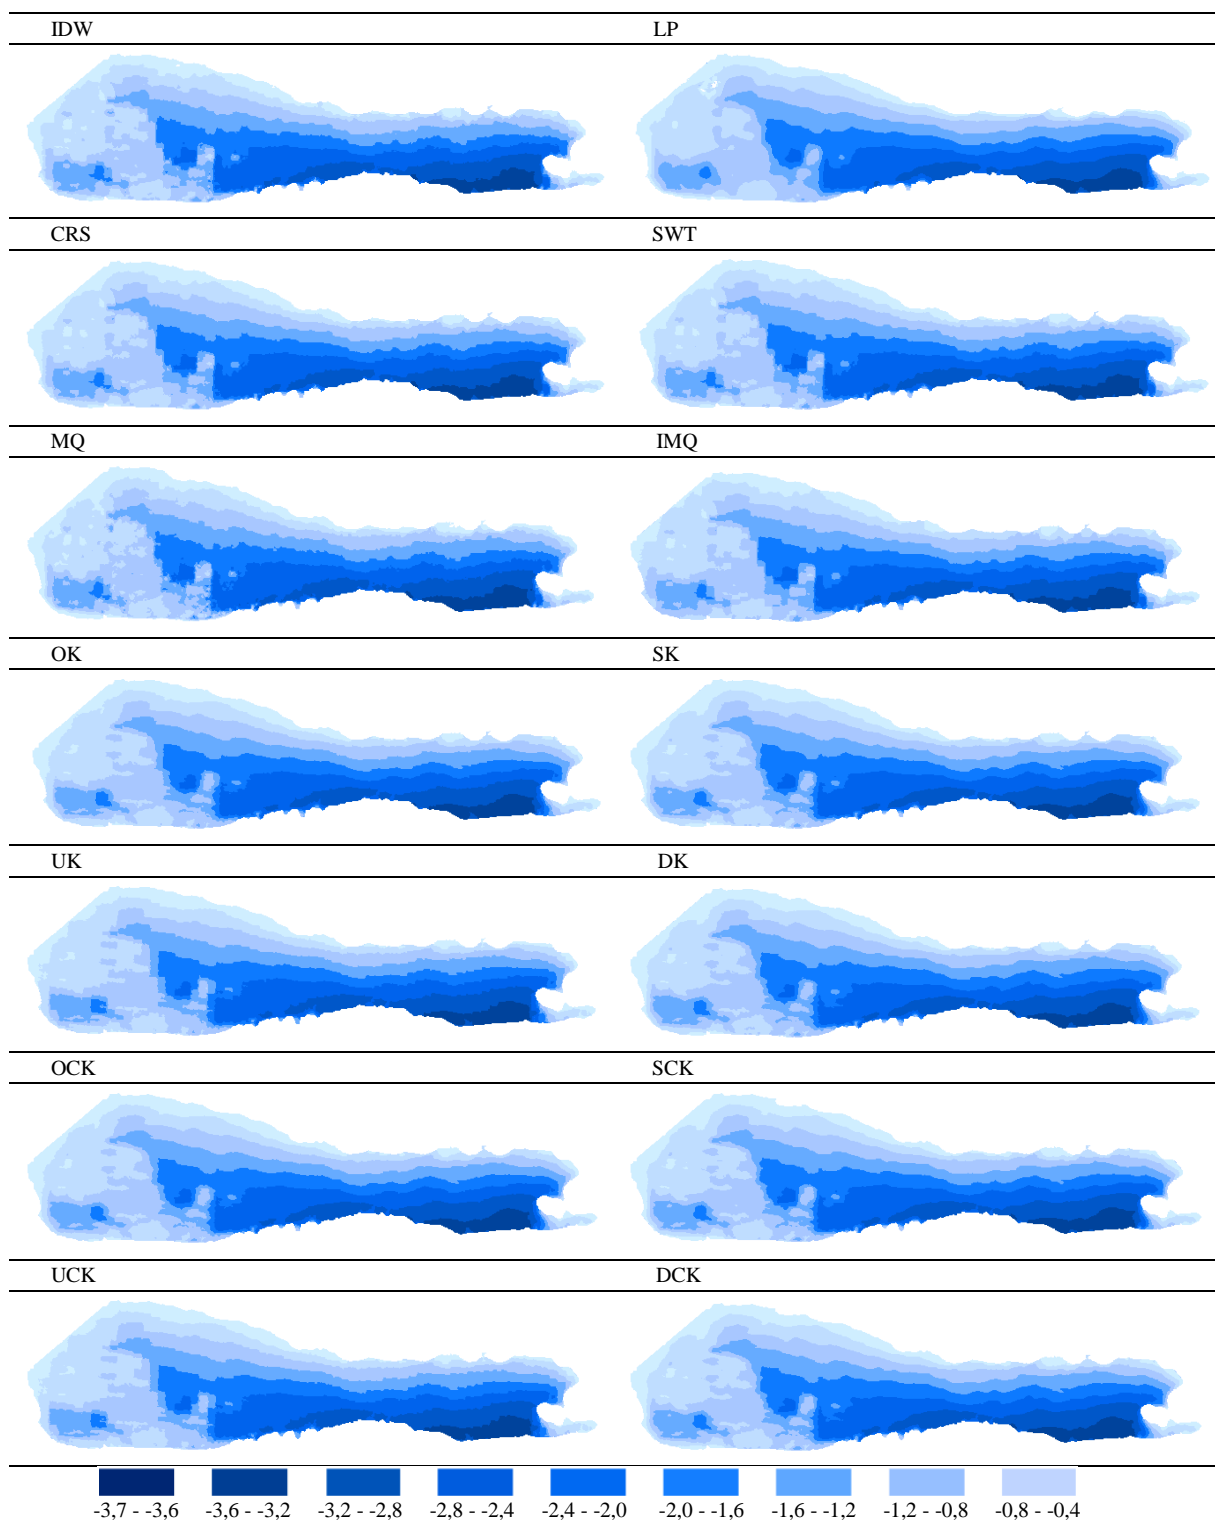 IDW LP
CRS SWT
MQ IMQ
OK SK
UK DK
OCK SCK
UCK DCK
-3,7 - -3,6 -3,6 - -3,2 -3,2 - -2,8 -2,8 - -2,4 -2,4 - -2,0 -2,0 - -1,6 -1,6 - -1,2 -1,2 - -0,8 -0,8 - -0,4